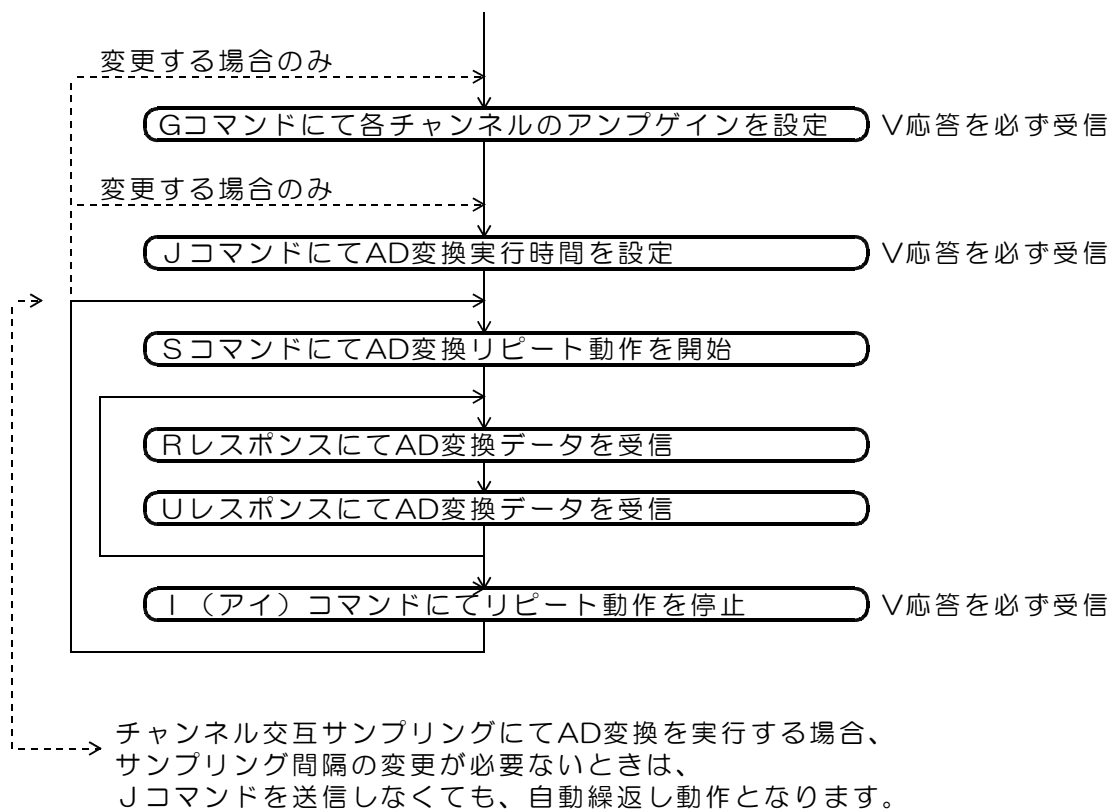 変更する場合のみ
Gコマンドにて各チャンネルのアンプゲインを設定 V応答を必ず受信
変更する場合のみ
JコマンドにてAD変換実行時間を設定 V応答を必ず受信
SコマンドにてAD変換リピート動作を開始
RレスポンスにてAD変換データを受信
UレスポンスにてAD変換データを受信
I（アイ）コマンドにてリピート動作を停止 V応答を必ず受信
チャンネル交互サンプリングにてAD変換を実行する場合、
サンプリング間隔の変更が必要ないときは、
Jコマンドを送信しなくても、自動繰返し動作となります。